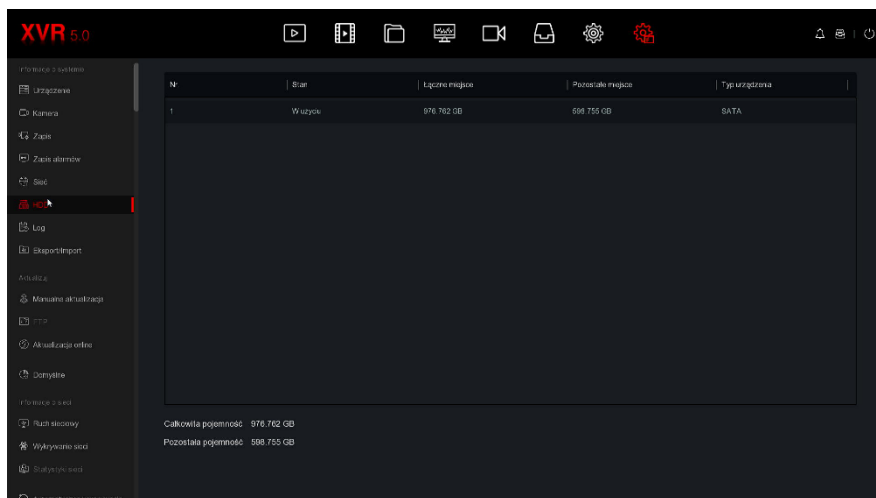 XVR 5.0
Informacje o systemie
Urządzenie
Kamera
Zapis
Zapis alarmów
Sieć
HDD
Log
Eksport/Import
Aktualizuj
Manualna aktualizacja
FTP
Aktualizacja online
Domyślne
Informacje o sieci
Ruch sieciowy
Wykrywanie sieci
Statystyki sieci
Nr Stan Łączne miejsce Pozostałe miejsce Typ urządzenia
1 W użyciu 976.762 GB 598.755 GB SATA
Całkowita pojemność 976.762 GB
Pozostała pojemność 598.755 GB